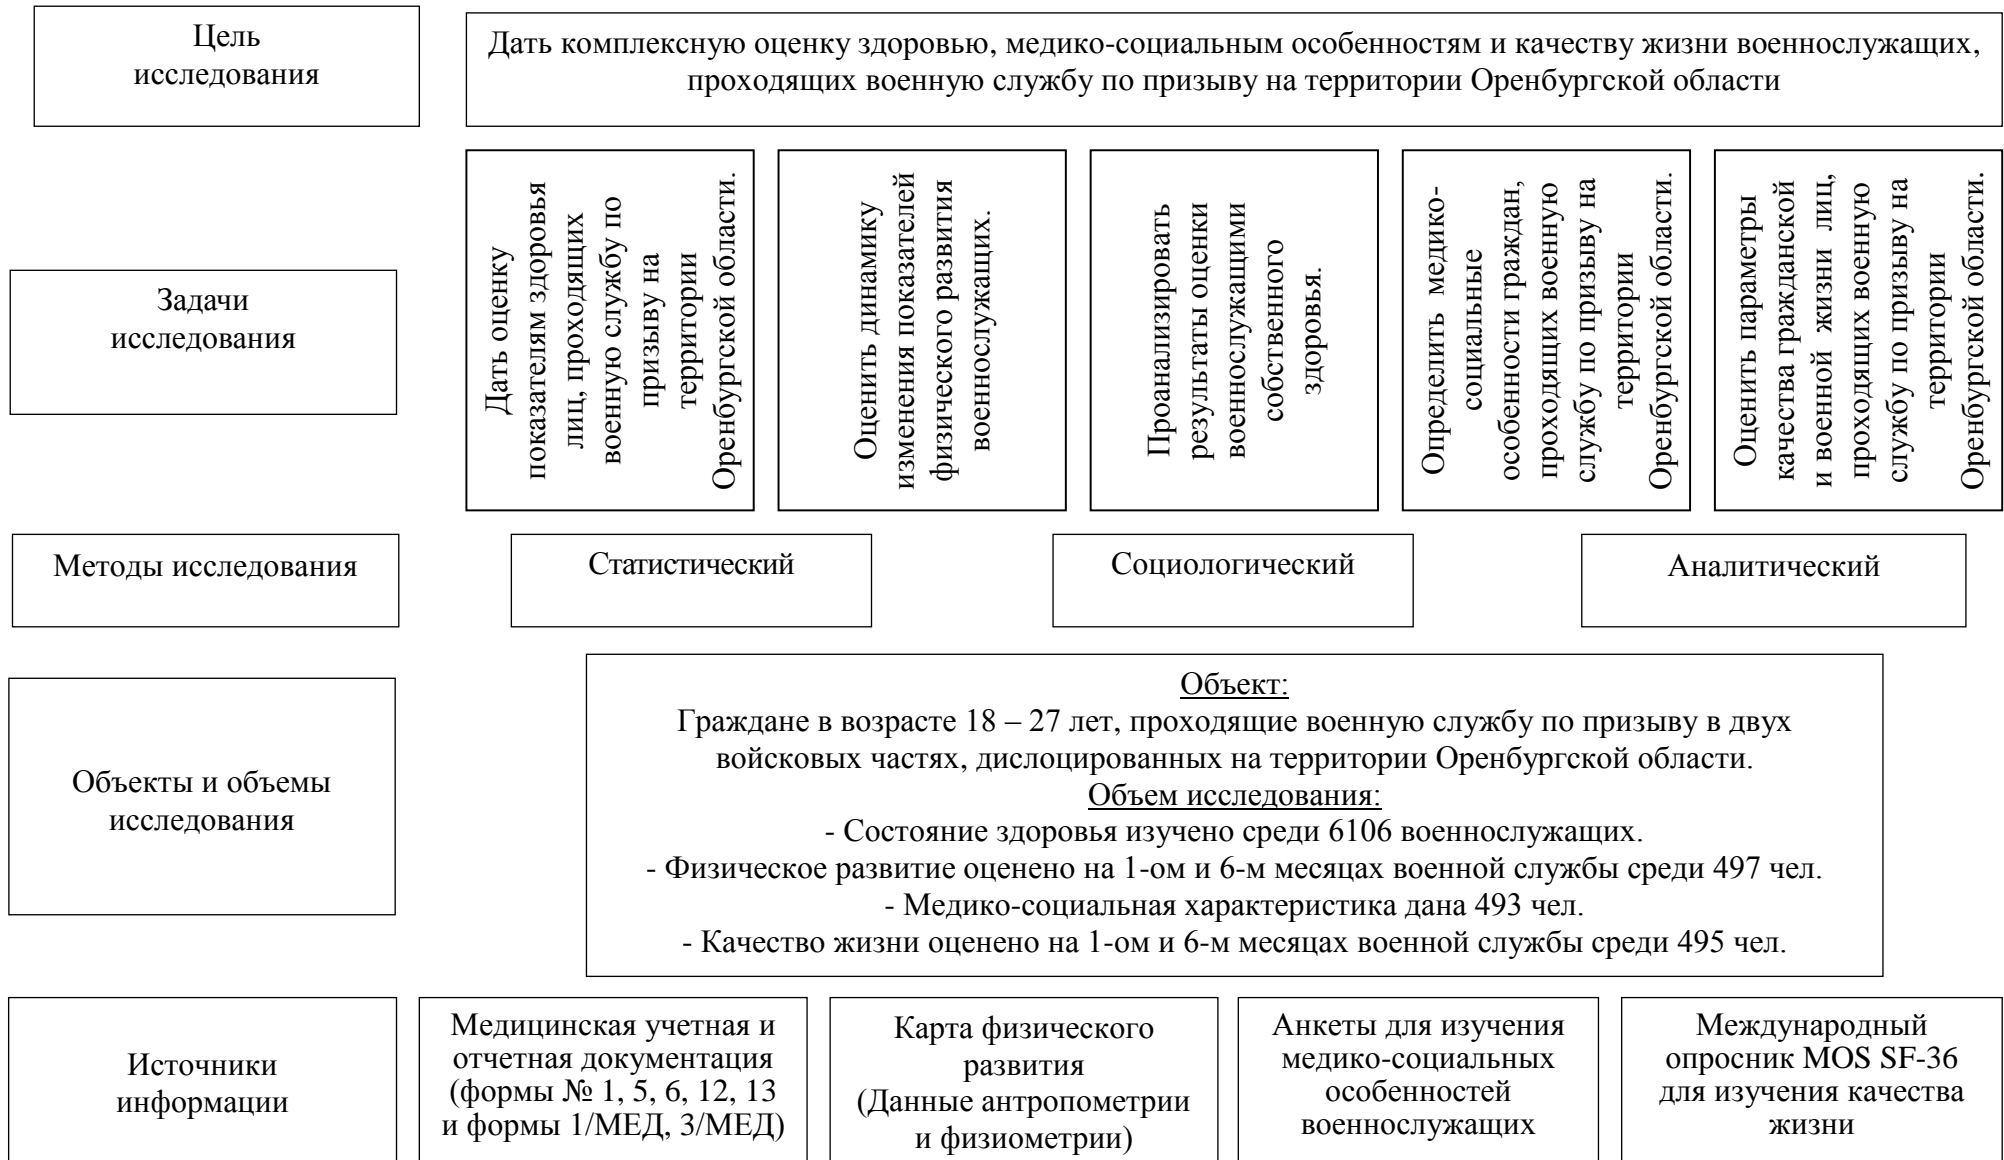 Цель
исследования
Дать комплексную оценку здоровью, медико-социальным особенностям и качеству жизни военнослужащих,
проходящих военную службу по призыву на территории Оренбургской области
Задачи
исследования
Дать оценку
показателям здоровья
лиц, проходящих
военную службу по
призыву на
территории
Оренбургской области.
Оценить динамику
изменения показателей
физического развития
военнослужащих.
Проанализировать
результаты оценки
военнослужащими
собственного
здоровья.
Определить медико-
социальные
особенности граждан,
проходящих военную
службу по призыву на
территории
Оренбургской области.
Оценить параметры
качества гражданской
и военной жизни лиц,
проходящих военную
службу по призыву на
территории
Оренбургской области.
Методы исследования
Статистический
Социологический
Аналитический
Объекты и объемы
исследования
Объект:
Граждане в возрасте 18 – 27 лет, проходящие военную службу по призыву в двух
войсковых частях, дислоцированных на территории Оренбургской области.
Объем исследования:
- Состояние здоровья изучено среди 6106 военнослужащих.
- Физическое развитие оценено на 1-ом и 6-м месяцах военной службы среди 497 чел.
- Медико-социальная характеристика дана 493 чел.
- Качество жизни оценено на 1-ом и 6-м месяцах военной службы среди 495 чел.
Источники
информации
Медицинская учетная и
отчетная документация
(формы № 1, 5, 6, 12, 13
и формы 1/МЕД, 3/МЕД)
Карта физического
развития
(Данные антропометрии
и физиометрии)
Анкеты для изучения
медико-социальных
особенностей
военнослужащих
Международный
опросник MOS SF-36
для изучения качества
жизни